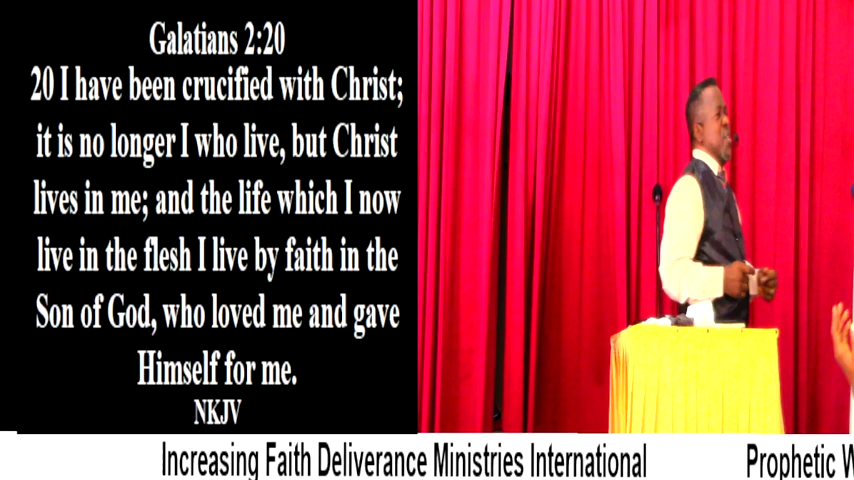 Galatians 2:20
20 I have been crucified with Christ;
it is no longer I who live, but Christ
lives in me; and the life which I now
live in the flesh I live by faith in the
Son of God, who loved me and gave
Himself for me.
NKJV
Increasing Faith Deliverance Ministries International
Prophetic